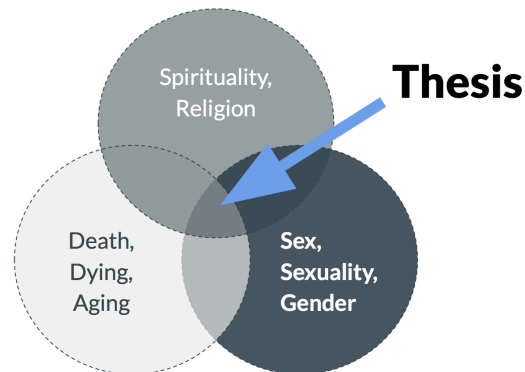 Thesis
Spirituality,
Religion
Death,
Dying,
Aging
Sex,
Sexuality,
Gender